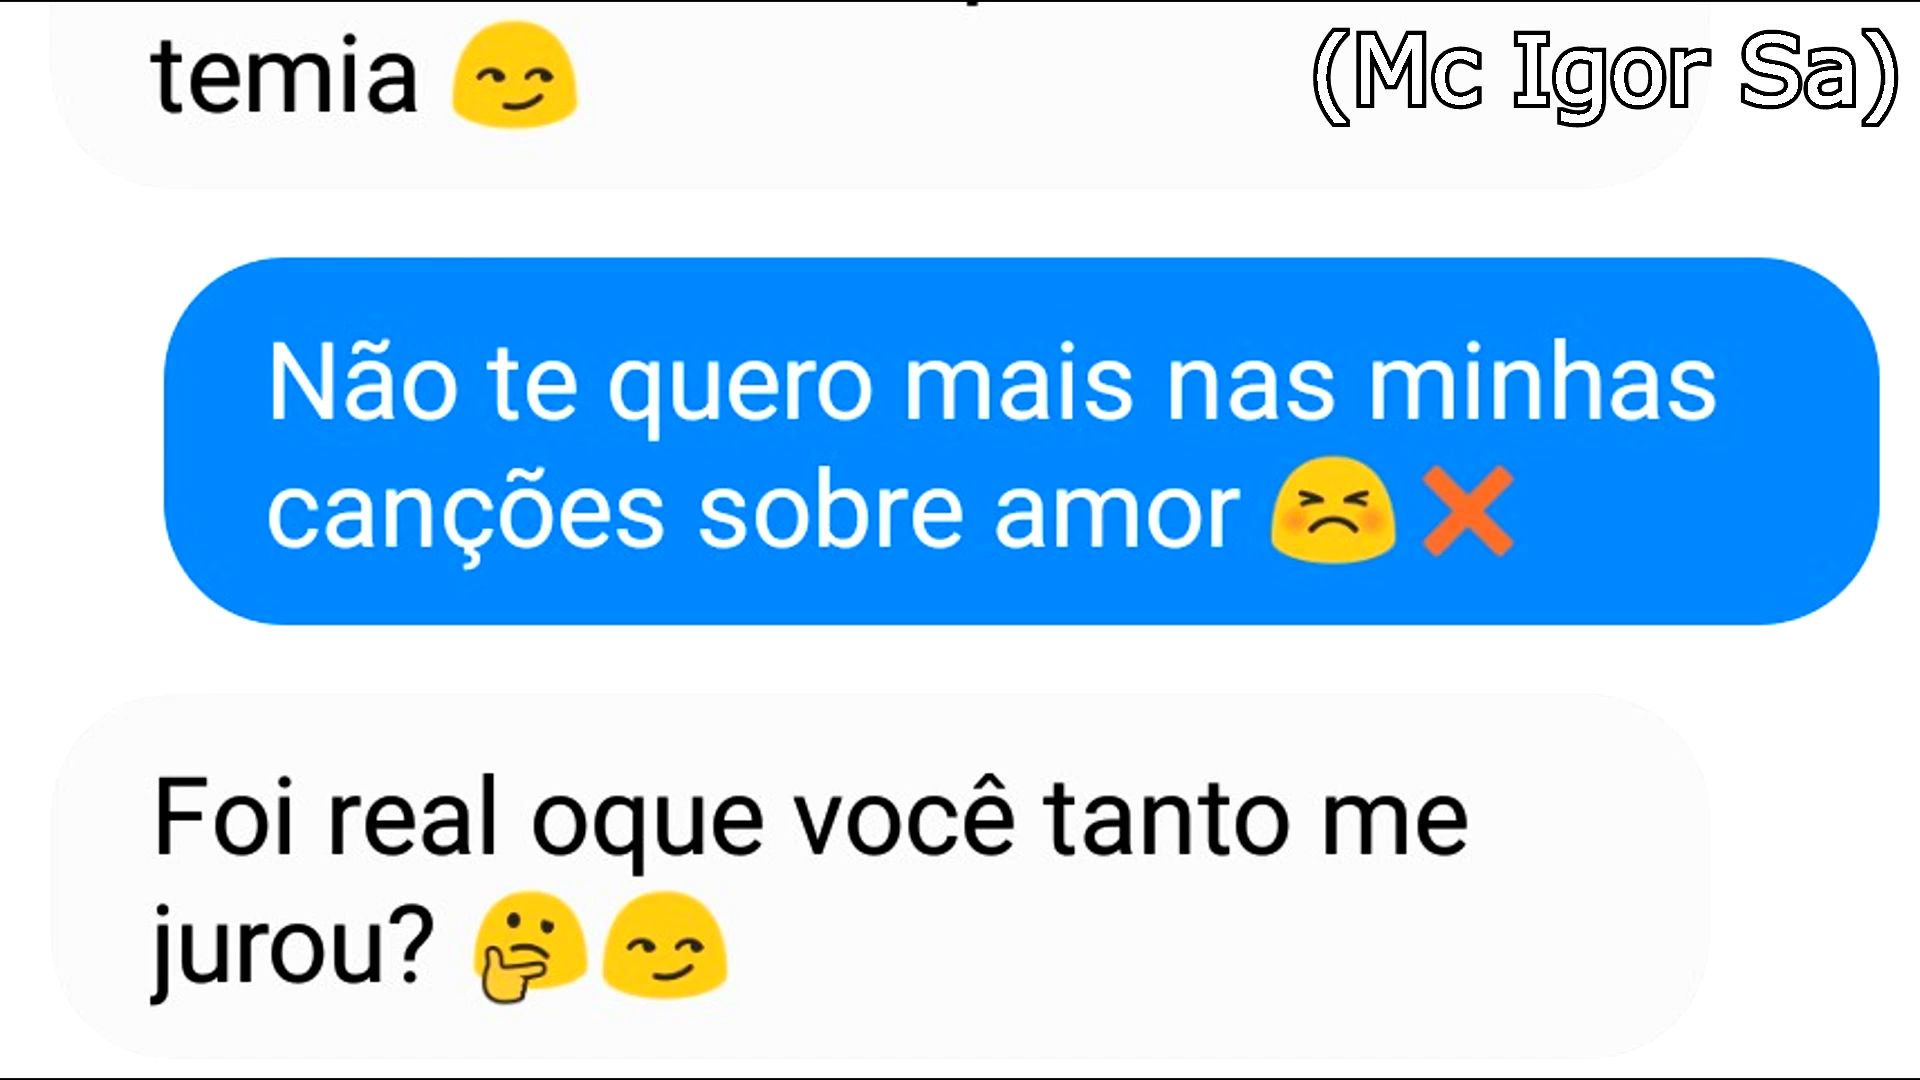 temia 😏
(Mc Igor Sa)
Não te quero mais nas minhas
canções sobre amor 😣❌
Foi real oque você tanto me
jurou? 🤔😏